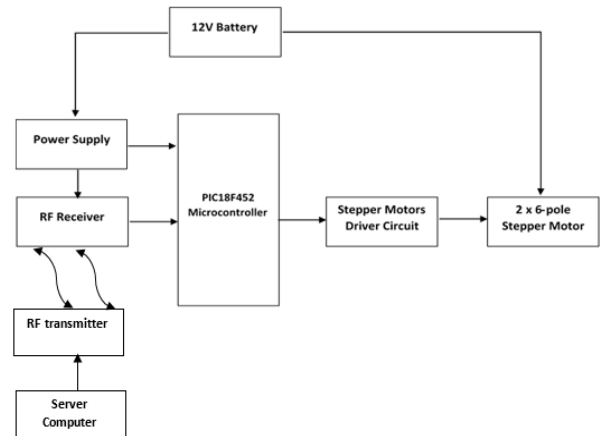 12V Battery
Power Supply
PIC18F452
Microcontroller
RF Receiver
Stepper Motors
Driver Circuit
2 x 6-pole
Stepper Motor
RF transmitter
Server
Computer